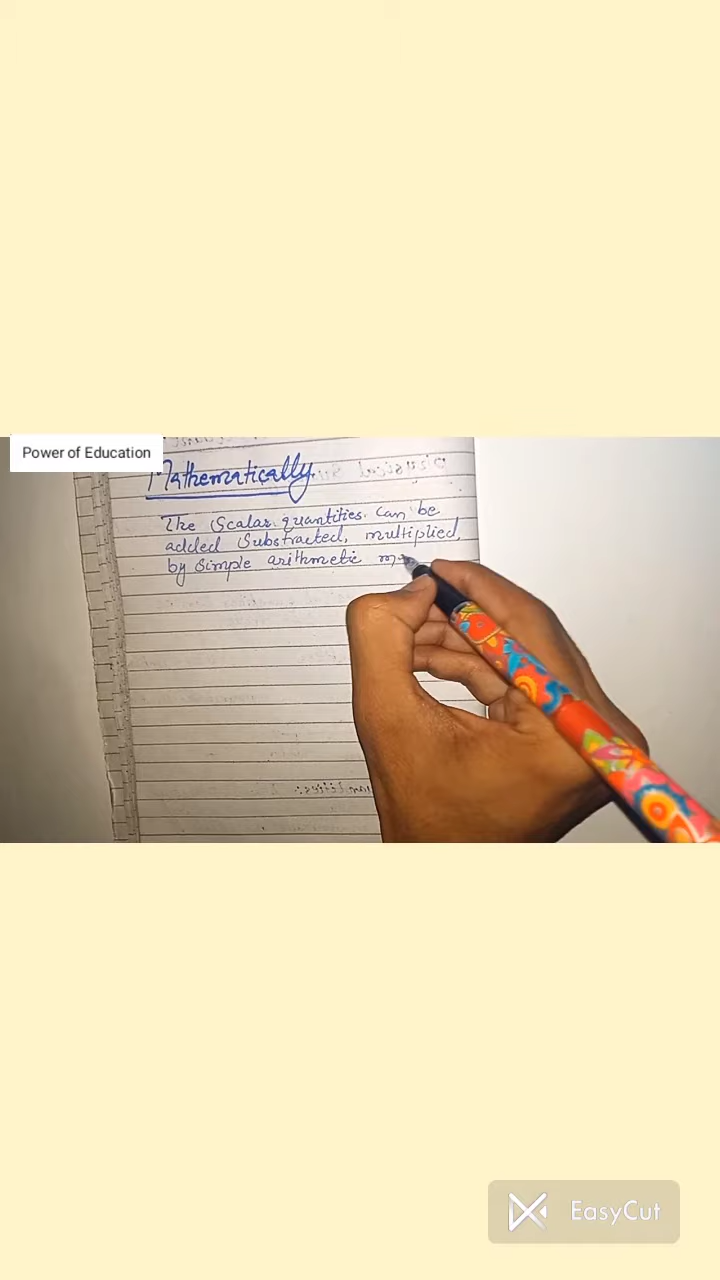 Power of Education
Mathematically.
The Scalar quantities can be
added Substracted, multiplied,
by Simple arithmetic m
EasyCut